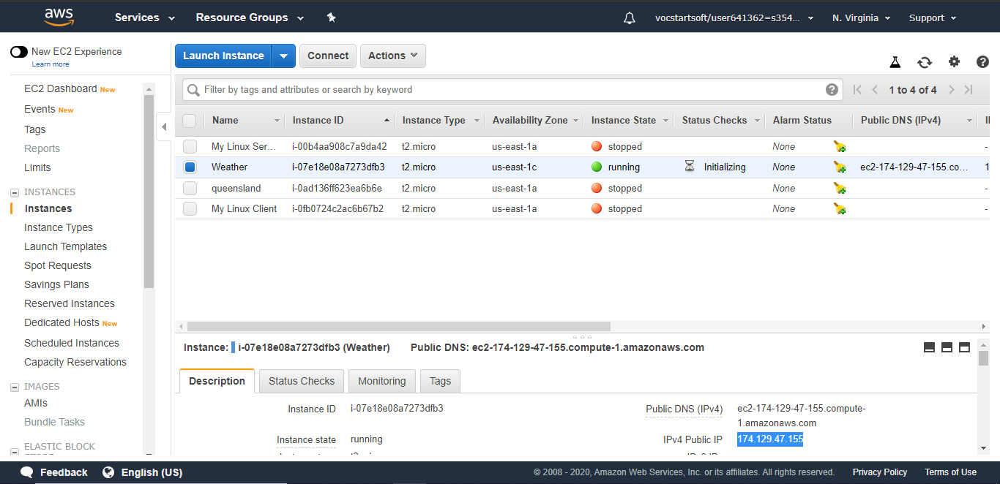 aws Services Resource Groups vocstartsoft/user641362=s354... N. Virginia Support
New EC2 Experience
Learn more
EC2 Dashboard New
Events New
Tags
Reports
Limits
INSTANCES
Instances
Instance Types
Launch Templates
Spot Requests
Savings Plans
Reserved Instances
Dedicated Hosts New
Scheduled Instances
Capacity Reservations
IMAGES
AMIs
Bundle Tasks
ELASTIC BLOCK
Launch Instance Connect Actions
Filter by tags and attributes or search by keyword ? 1 to 4 of 4
Name Instance ID Instance Type Availability Zone Instance State Status Checks Alarm Status Public DNS (IPv4)
My Linux Ser... i-00b4aa908c7a9da42 t2.micro us-east-1a stopped None -
Weather i-07e18e08a7273dfb3 t2.micro us-east-1c running Initializing None ec2-174-129-47-155.co... 1
queensland i-0ad136ff623ea6b6e t2.micro us-east-1a stopped None -
My Linux Client i-0fb0724c2ac6b67b2 t2.micro us-east-1a stopped None -
Instance: i-07e18e08a7273dfb3 (Weather) Public DNS: ec2-174-129-47-155.compute-1.amazonaws.com
Description Status Checks Monitoring Tags
Instance ID i-07e18e08a7273dfb3 Public DNS (IPv4) ec2-174-129-47-155.compute-
1.amazonaws.com
Instance state running IPv4 Public IP 174.129.47.155
Feedback English (US) © 2008 - 2020, Amazon Web Services, Inc. or its affiliates. All rights reserved. Privacy Policy Terms of Use